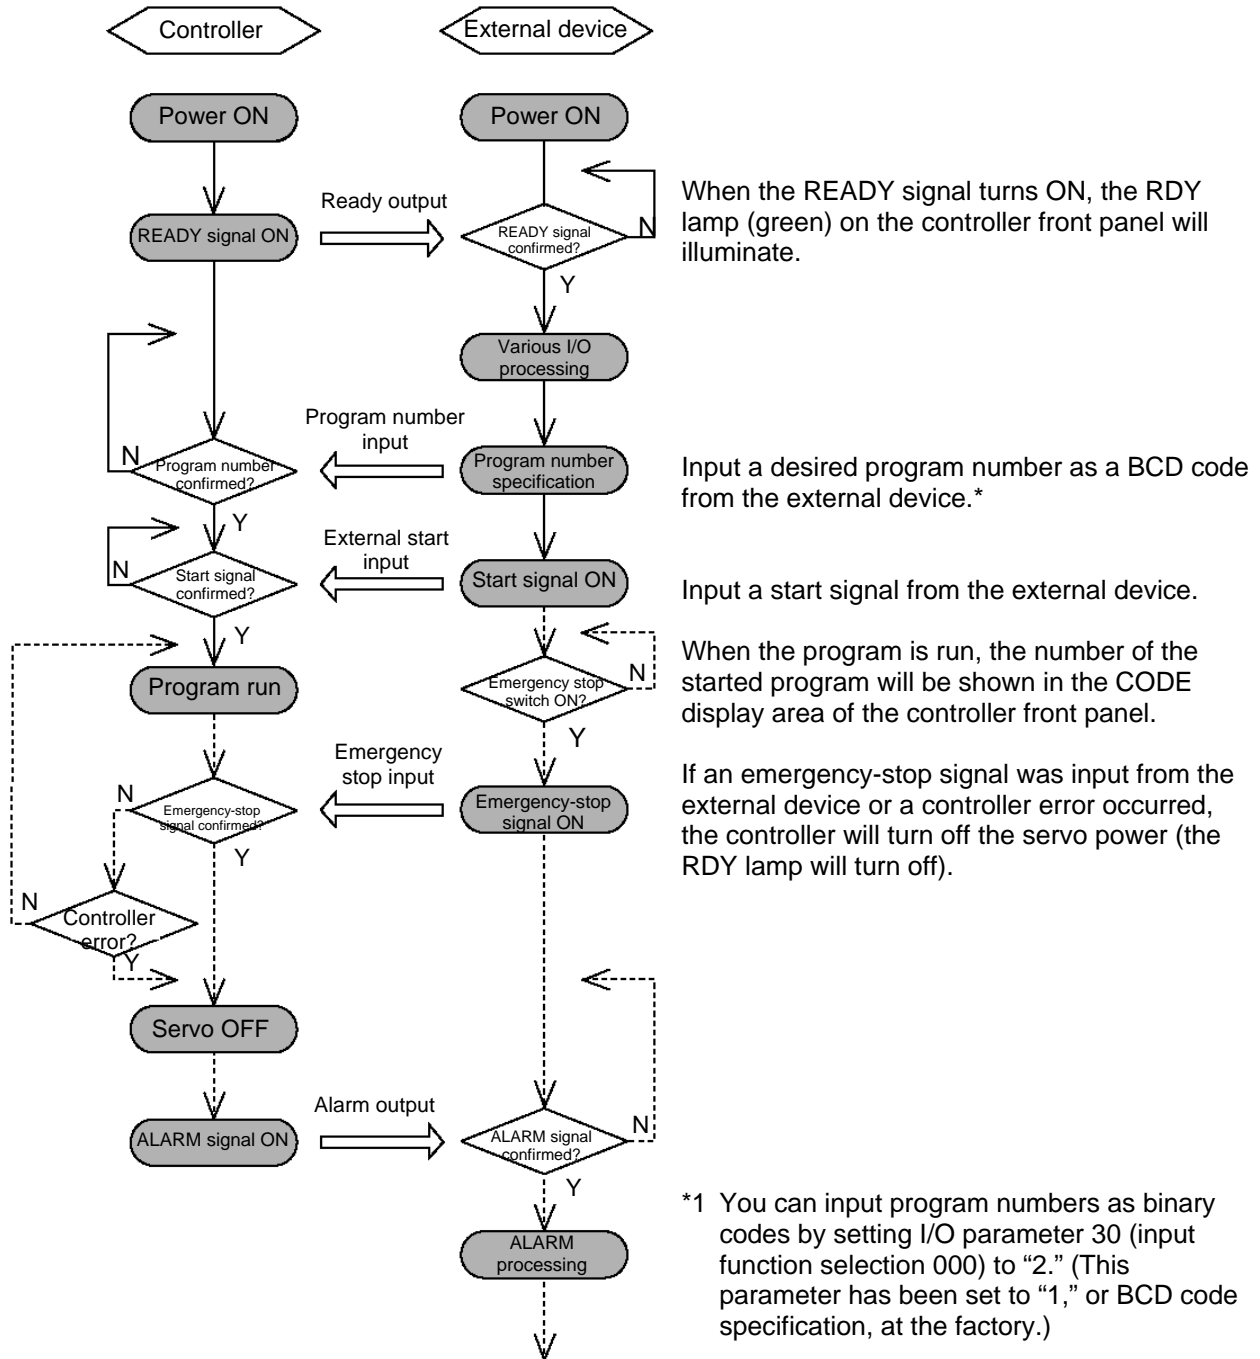 Controller
External device
Power ON
Power ON
Ready output
READY signal ON
READY signal
confirmed?
N
Y
When the READY signal turns ON, the RDY
lamp (green) on the controller front panel will
illuminate.
Various I/O
processing
Program number
input
N
Program number
confirmed?
Y
Program number
specification
Input a desired program number as a BCD code
from the external device.*
External start
input
N
Start signal
confirmed?
Y
Start signal ON
Input a start signal from the external device.
Program run
Emergency stop
switch ON?
N
Y
When the program is run, the number of the
started program will be shown in the CODE
display area of the controller front panel.
Emergency
stop input
N
Emergency-stop
signal confirmed?
Y
Emergency-stop
signal ON
If an emergency-stop signal was input from the
external device or a controller error occurred,
the controller will turn off the servo power (the
RDY lamp will turn off).
N
Controller
error?
Y
Servo OFF
Alarm output
ALARM signal ON
ALARM signal
confirmed?
N
Y
ALARM
processing
*1 You can input program numbers as binary
codes by setting I/O parameter 30 (input
function selection 000) to “2.” (This
parameter has been set to “1,” or BCD code
specification, at the factory.)